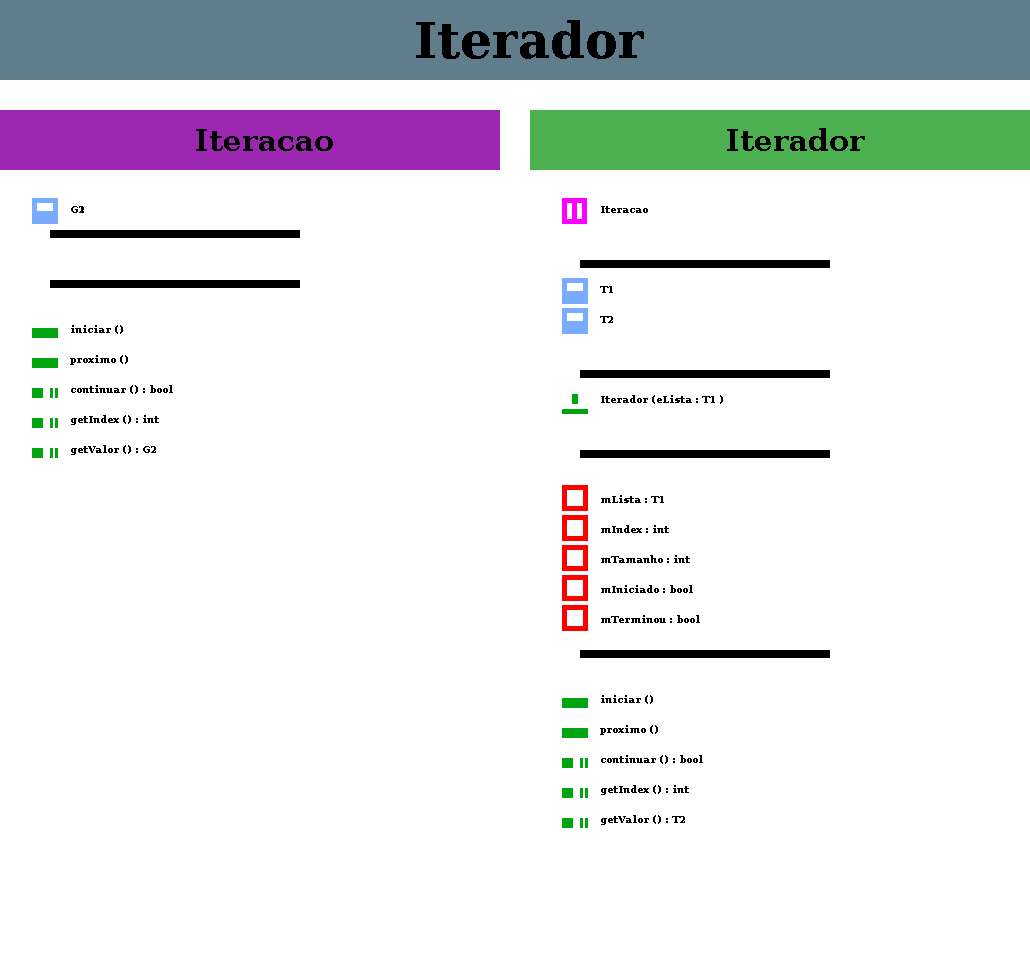 Iterador
Iteracao
G2
iniciar ()
proximo ()
continuar () : bool
getIndex () : int
getValor () : G2
Iterador
Iteracao
T1
T2
Iterador (eLista : T1 )
mLista : T1
mIndex : int
mTamanho : int
mIniciado : bool
mTerminou : bool
iniciar ()
proximo ()
continuar () : bool
getIndex () : int
getValor () : T2